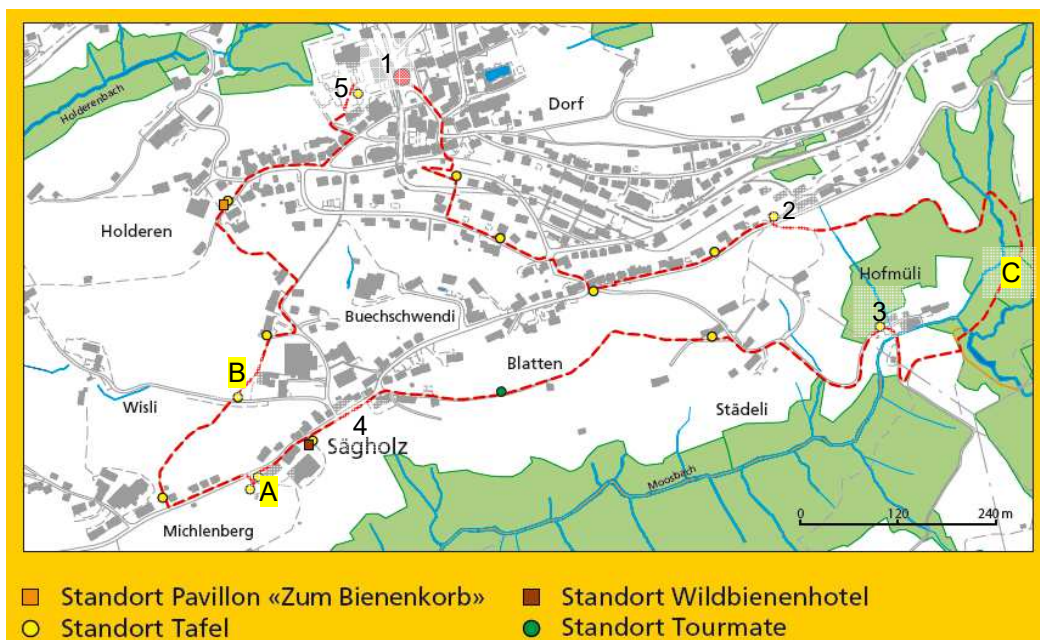 1
5
Dorf
Holderenbach
2
Holderen
Hofmüli
C
3
Buechschwendi
Blatten
B
Wisli
Städeli
4
Sägholz
A
Moosbach
Michlenberg
0 120 240 m
Standort Pavillon «Zum Bienenkorb»
Standort Wildbienenhotel
Standort Tafel
Standort Tourmate